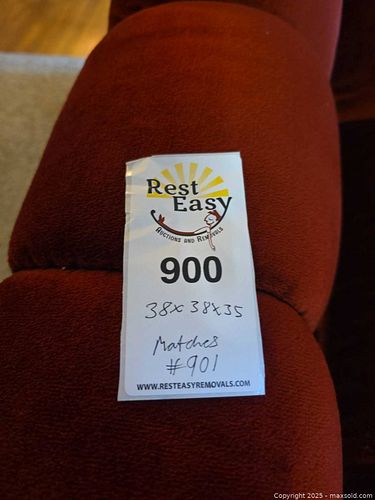 Rest
Easy
AUCTIONS AND REMOVALS
900
38x38x35
Matches
#901
WWW.RESTEASYREMOVALS.COM
Copyright 2025 - maxsold.com